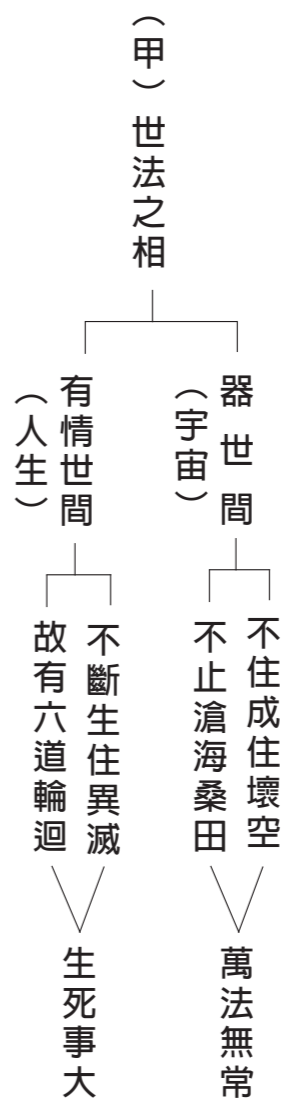 （甲）世法之相
器世間
（宇宙）
不住成住壞空
不止滄海桑田
萬法無常
有情世間
（人生）
不斷生住異滅
故有六道輪迴
生死事大